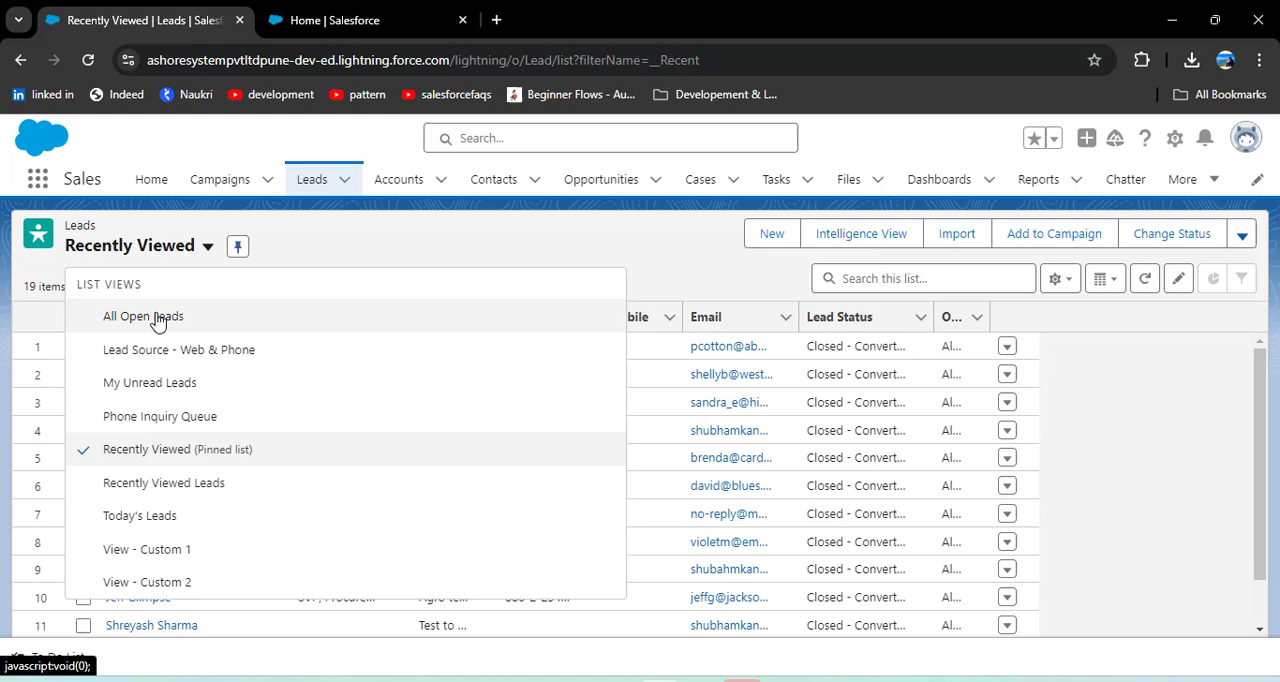 Recently Viewed | Leads | Salesf
Home | Salesforce
ashoresystempvtltdpune-dev-ed.lightning.force.com/lightning/o/Lead/list?filterName=__Recent
linked in
Indeed
Naukri
development
pattern
salesforcefaqs
Beginner Flows - Au...
Developement & L...
All Bookmarks
Search...
Sales
Home
Campaigns
Leads
Accounts
Contacts
Opportunities
Cases
Tasks
Files
Dashboards
Reports
Chatter
More
Leads
Recently Viewed
New
Intelligence View
Import
Add to Campaign
Change Status
19 items
Search this list...
LIST VIEWS
All Open Leads
Lead Source - Web & Phone
My Unread Leads
Phone Inquiry Queue
Recently Viewed (Pinned list)
Recently Viewed Leads
Today's Leads
View - Custom 1
View - Custom 2
bile
Email
Lead Status
O...
1 pcotton@ab... Closed - Convert... Al...
2 shellyb@west... Closed - Convert... Al...
3 sandra_e@hi... Closed - Convert... Al...
4 shubhamkan... Closed - Convert... Al...
5 brenda@card... Closed - Convert... Al...
6 david@blues.... Closed - Convert... Al...
7 no-reply@m... Closed - Convert... Al...
8 violetm@em... Closed - Convert... Al...
9 shubahmkan... Closed - Convert... Al...
10 jeffg@jackso... Closed - Convert... Al...
11 Shreyash Sharma Test to ... shubhamkan... Closed - Convert... Al...
javascript:void(0);